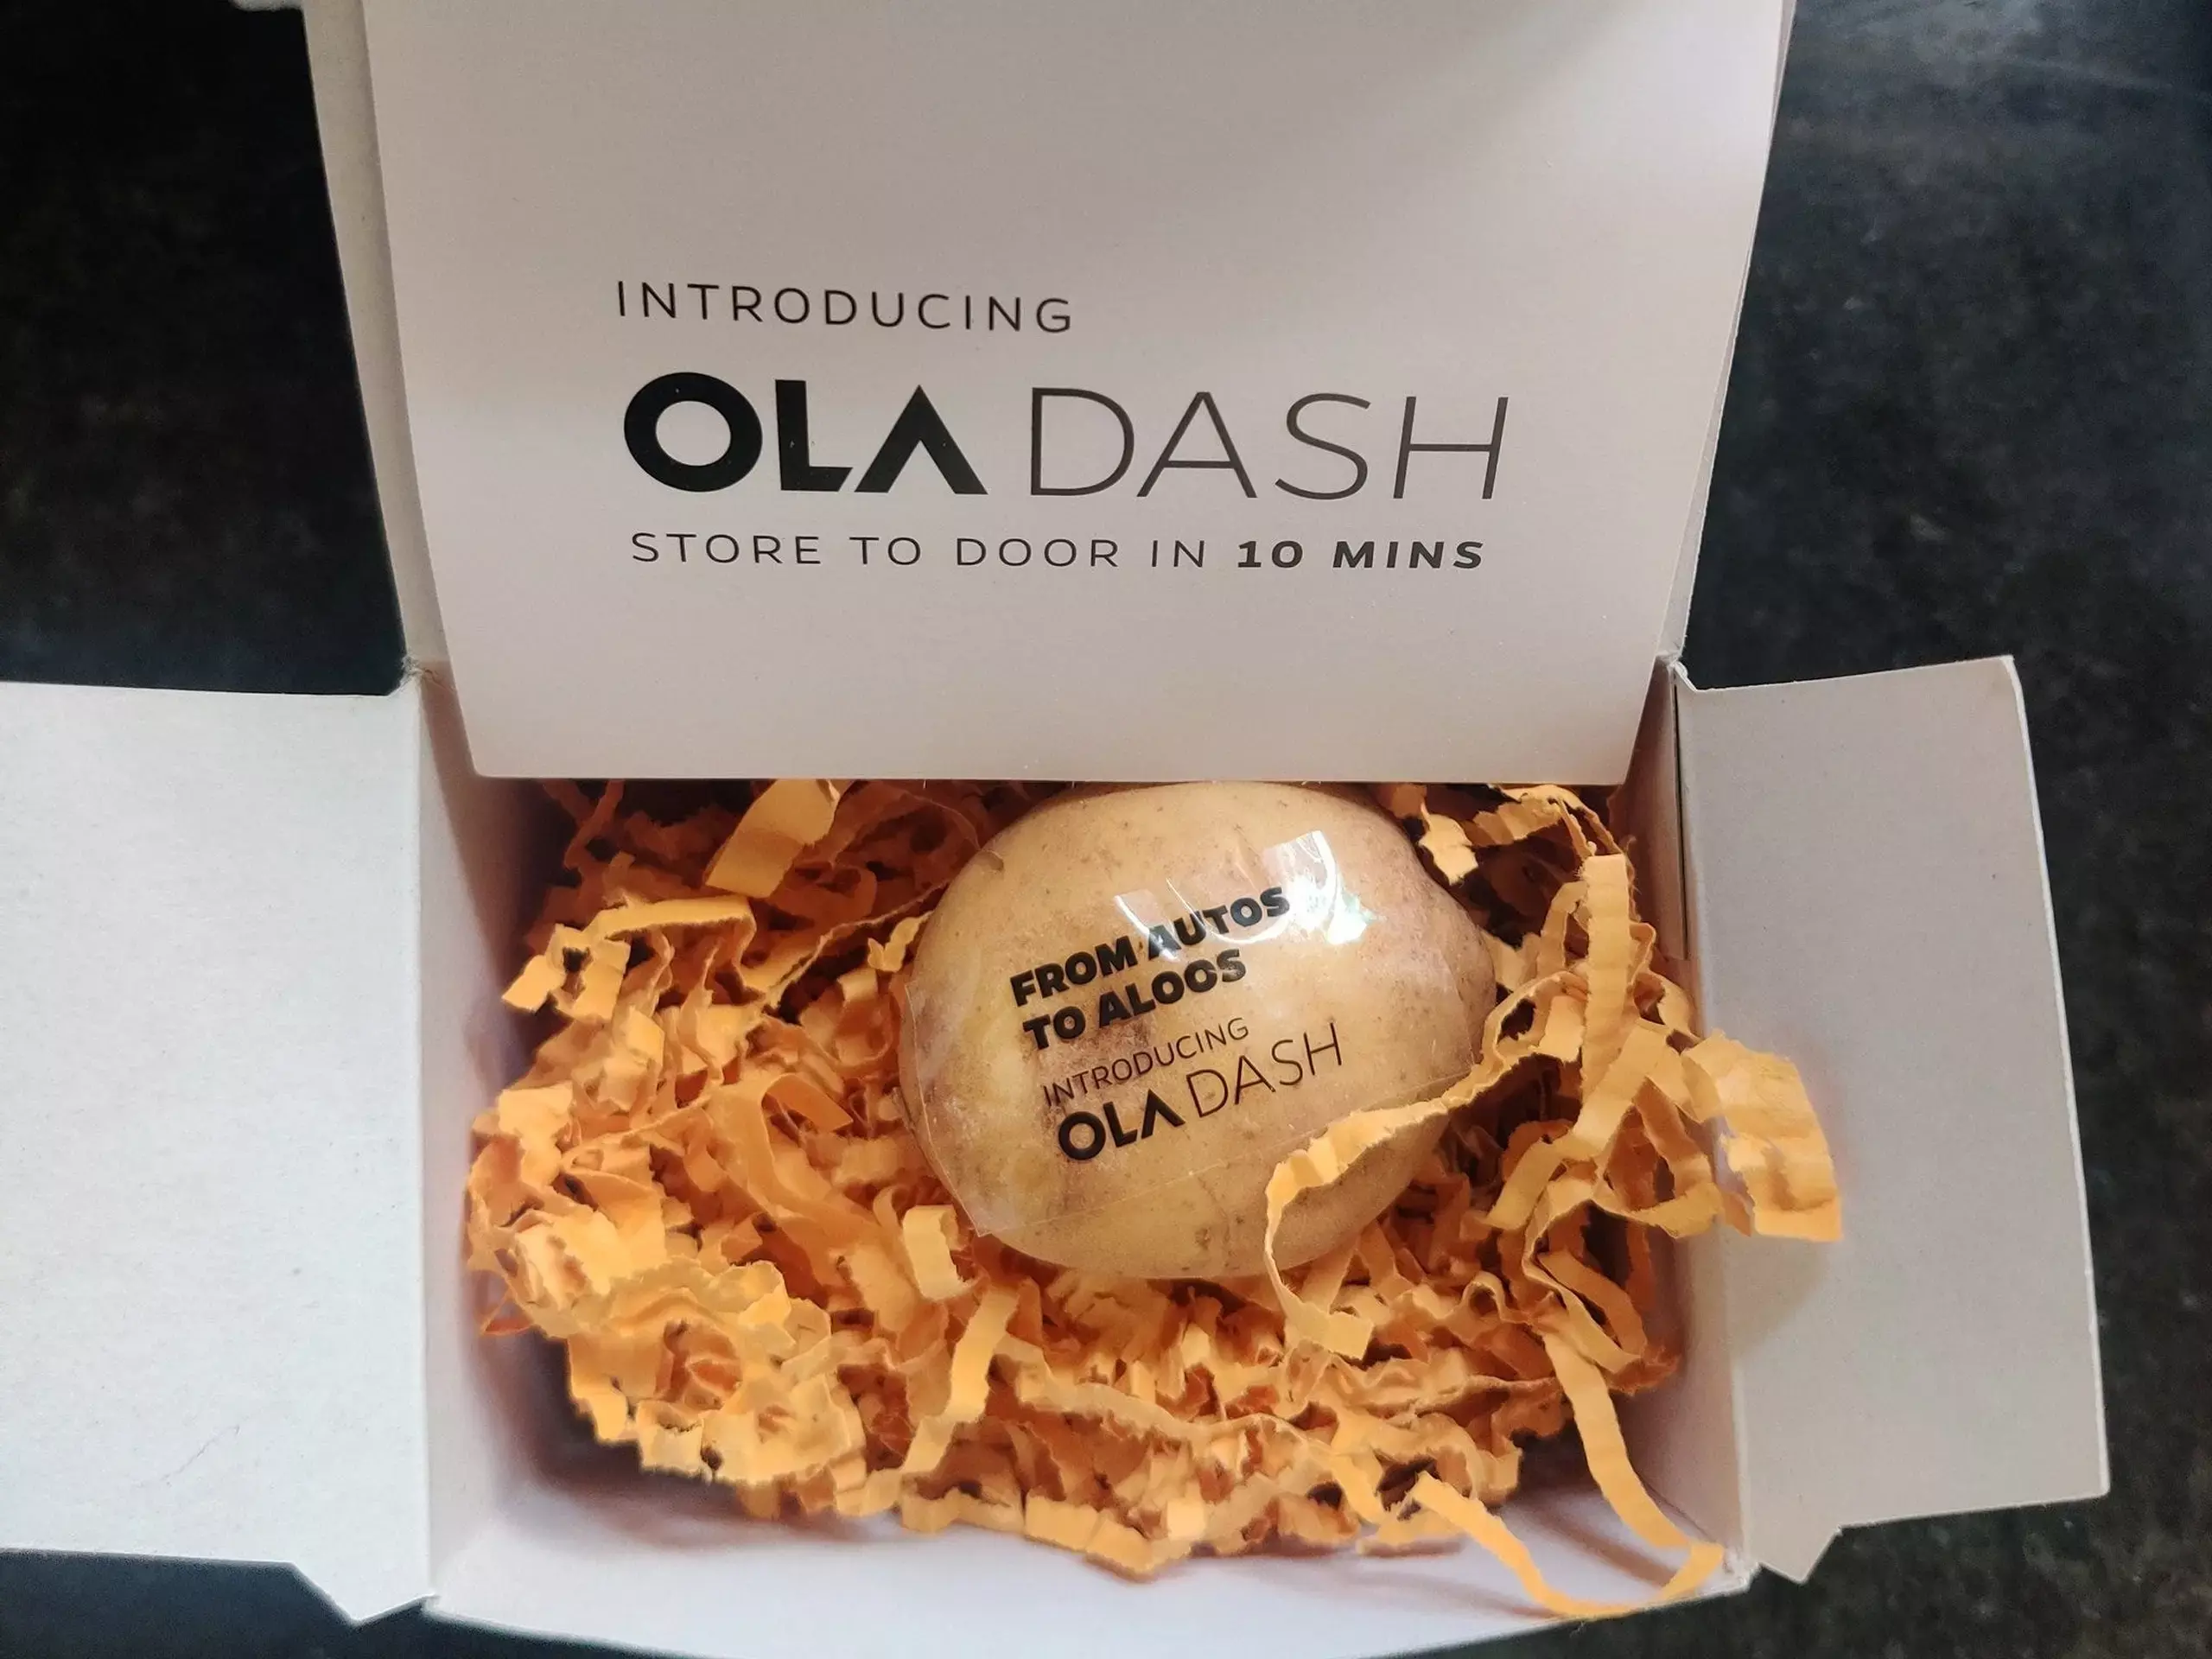 INTRODUCING
OLA DASH
STORE TO DOOR IN 10 MINS
FROM AUTOS
TO ALOOS
INTRODUCING
OLA DASH